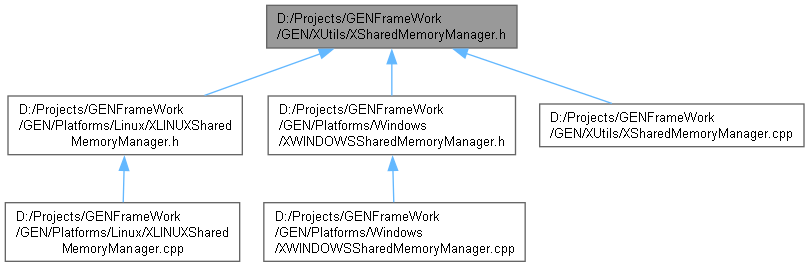 D:/Projects/GENFrameWork
/GEN/XUtils/XSharedMemoryManager.h
D:/Projects/GENFrameWork
/GEN/Platforms/Linux/XLINUXShared
MemoryManager.h
D:/Projects/GENFrameWork
/GEN/Platforms/Windows
/XWINDOWSSharedMemoryManager.h
D:/Projects/GENFrameWork
/GEN/XUtils/XSharedMemoryManager.cpp
D:/Projects/GENFrameWork
/GEN/Platforms/Linux/XLINUXShared
MemoryManager.cpp
D:/Projects/GENFrameWork
/GEN/Platforms/Windows
/XWINDOWSSharedMemoryManager.cpp